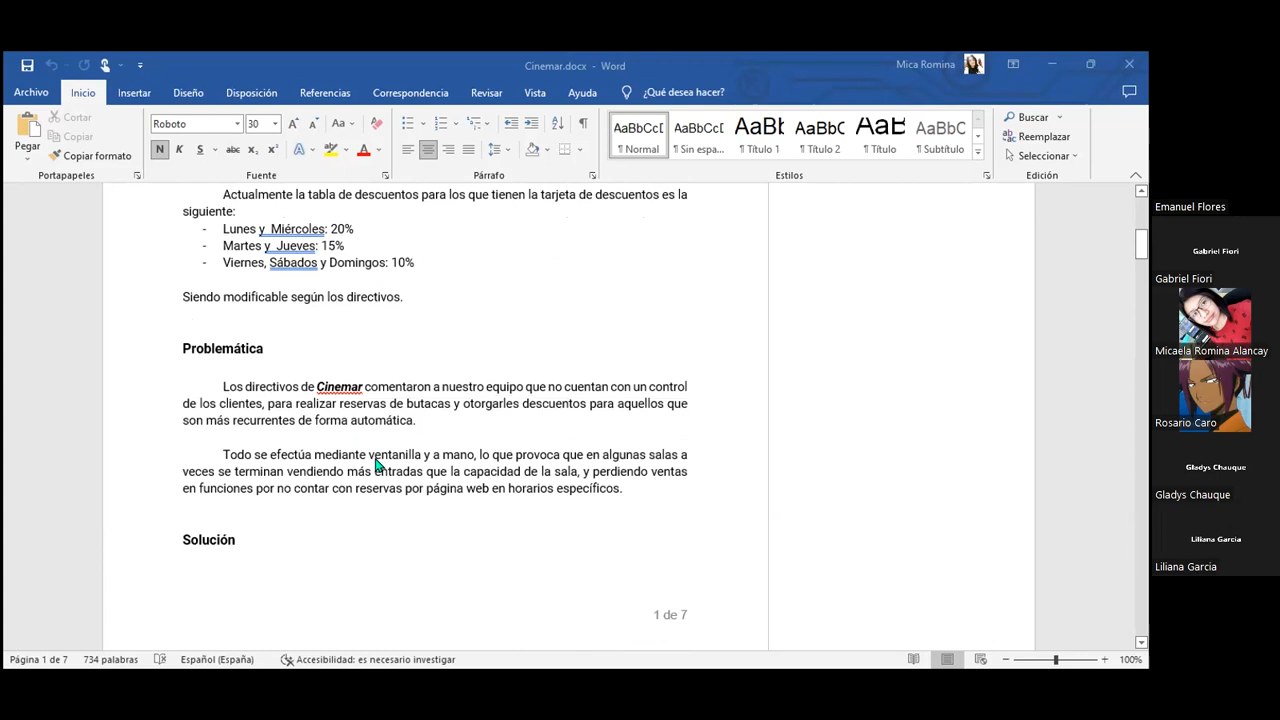 Cinemar.docx - Word
Mica Romina
Archivo Inicio Insertar Diseño Disposición Referencias Correspondencia Revisar Vista Ayuda ¿Qué desea hacer?
Pegar
Cortar
Copiar
Copiar formato
Portapapeles
Roboto 30
N K S abc x₂ x²
Fuente
Párrafo
AaBbCcI AaBbCcI AaBb( AaBbC AaB AaBbCcI
¶ Normal ¶ Sin espa... ¶ Título 1 ¶ Título 2 ¶ Título ¶ Subtítulo
Estilos
Buscar
Reemplazar
Seleccionar
Edición
Actualmente la tabla de descuentos para los que tienen la tarjeta de descuentos es la
siguiente:
- Lunes y Miércoles: 20%
- Martes y Jueves: 15%
- Viernes, Sábados y Domingos: 10%
Siendo modificable según los directivos.
Problemática
Los directivos de Cinemar comentaron a nuestro equipo que no cuentan con un control
de los clientes, para realizar reservas de butacas y otorgarles descuentos para aquellos que
son más recurrentes de forma automática.
Todo se efectúa mediante ventanilla y a mano, lo que provoca que en algunas salas a
veces se terminan vendiendo más entradas que la capacidad de la sala, y perdiendo ventas
en funciones por no contar con reservas por página web en horarios específicos.
Solución
1 de 7
Página 1 de 7 734 palabras Español (España) Accesibilidad: es necesario investigar 100%
Emanuel Flores
Gabriel Fiori
Gabriel Fiori
Micaela Romina Alancay
Rosario Caro
Gladys Chauque
Gladys Chauque
Liliana Garcia
Liliana Garcia